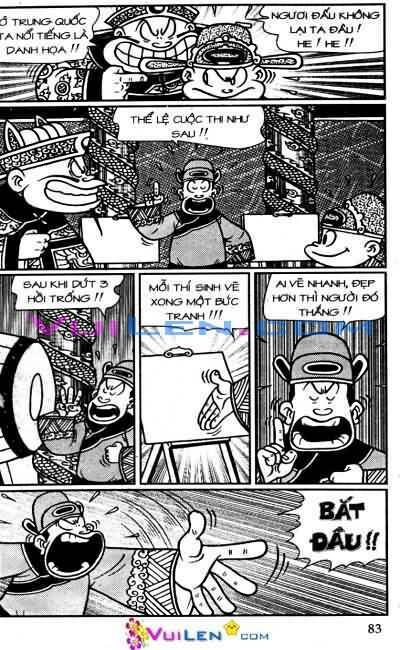 Ở TRUNG QUỐC
TA NỔI TIẾNG LÀ
DANH HỌA !!
NGƯƠI ĐẤU KHÔNG
LẠI TA ĐÂU !
HE ! HE !!
THỂ LỆ CUỘC THI NHƯ
SAU !!
SAU KHI DỨT 3
HỒI TRỐNG !!
MỖI THÍ SINH VẼ
XONG MỘT BỨC
TRANH !!!
AI VẼ NHANH, ĐẸP
HƠN THÌ NGƯỜI ĐÓ
THẮNG !!
VUILEN.COM
BẮT
ĐẦU !!
83
VUILEN.COM